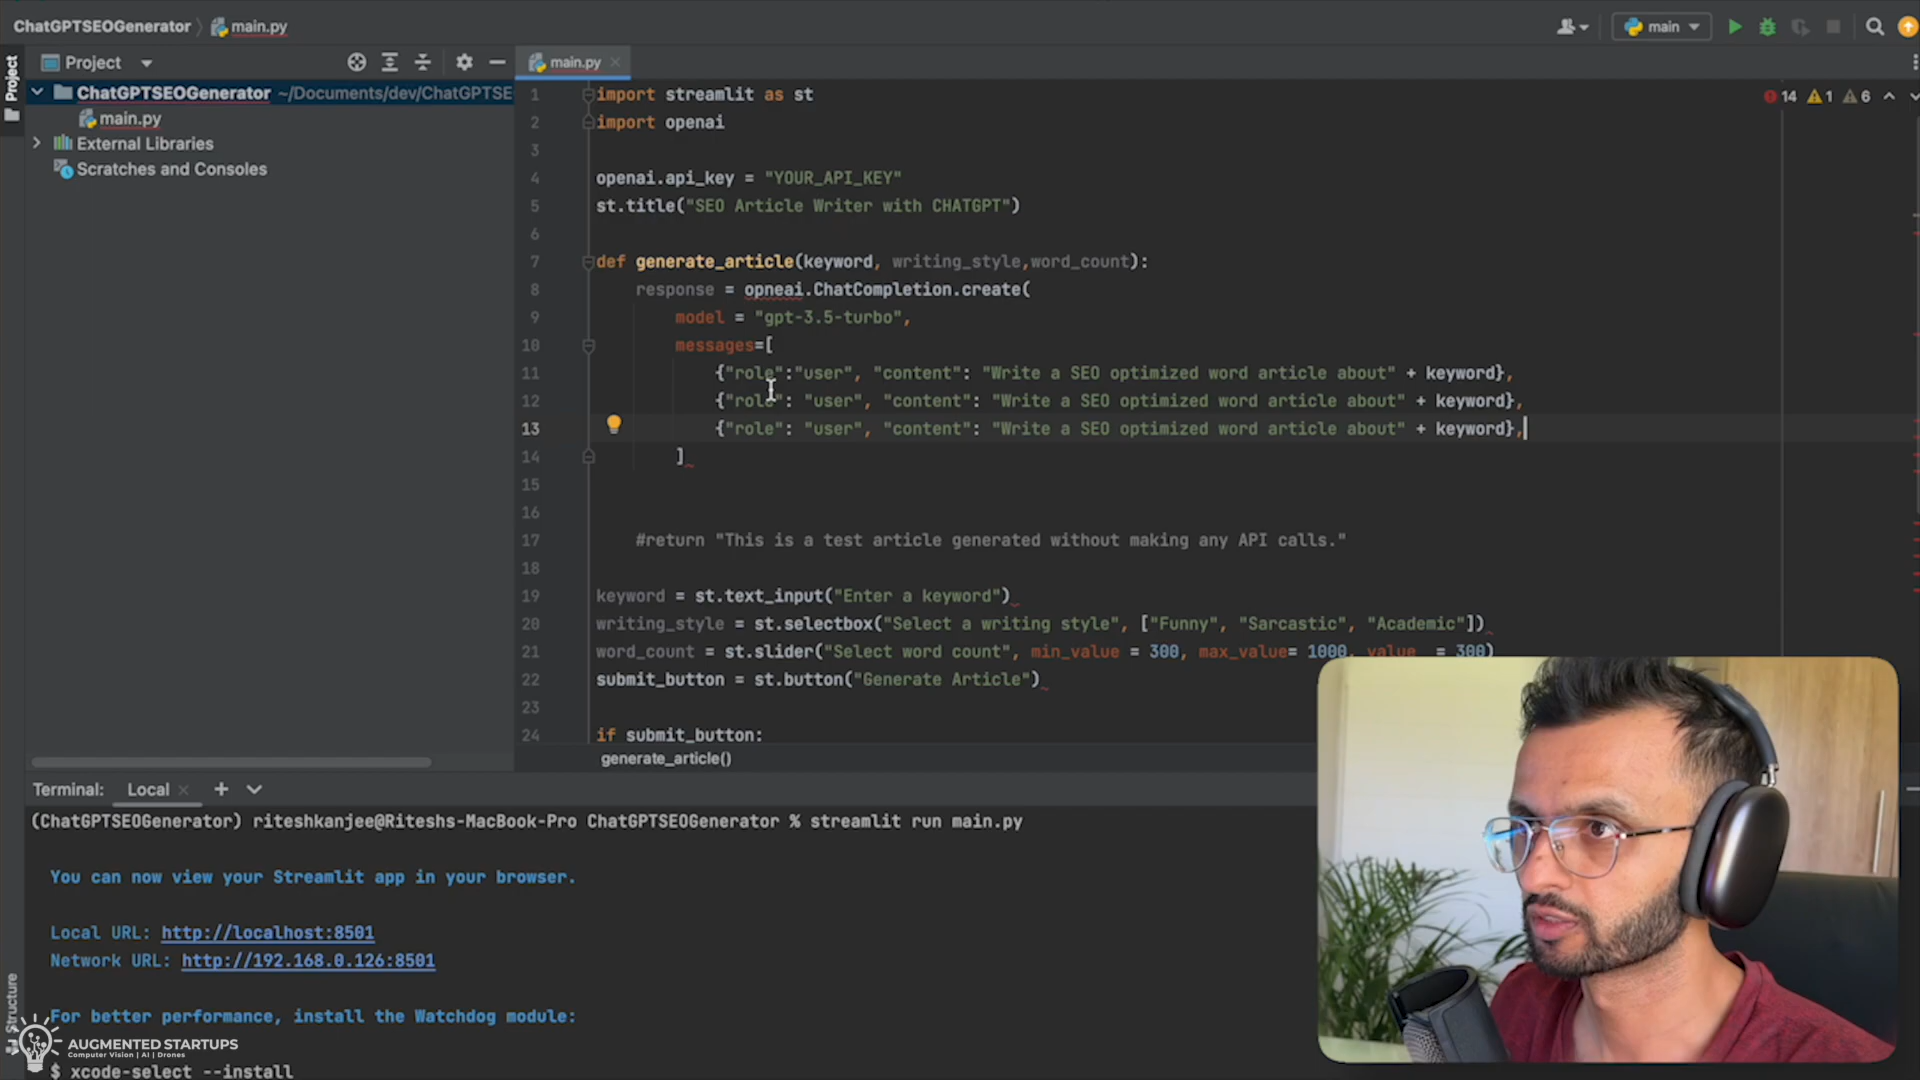 ChatGPTSEOGenerator main.py
main
Project
Project
main.py
ChatGPTSEOGenerator ~/Documents/dev/ChatGPTSE
main.py
External Libraries
Scratches and Consoles
14 1 6
1 import streamlit as st
2 import openai
3
4 openai.api_key = "YOUR_API_KEY"
5 st.title("SEO Article Writer with CHATGPT")
6
7 def generate_article(keyword, writing_style,word_count):
8 response = opneai.ChatCompletion.create(
9 model = "gpt-3.5-turbo",
10 messages=[
11 {"role":"user", "content": "Write a SEO optimized word article about" + keyword},
12 {"role": "user", "content": "Write a SEO optimized word article about" + keyword},
13 {"role": "user", "content": "Write a SEO optimized word article about" + keyword},
14 ]
15
16
17 #return "This is a test article generated without making any API calls."
18
19 keyword = st.text_input("Enter a keyword")
20 writing_style = st.selectbox("Select a writing style", ["Funny", "Sarcastic", "Academic"])
21 word_count = st.slider("Select word count", min_value = 300, max_value= 1000, value = 300)
22 submit_button = st.button("Generate Article")
23
24 if submit_button:
generate_article()
Terminal: Local
(ChatGPTSEOGenerator) riteshkanjee@Riteshs-MacBook-Pro ChatGPTSEOGenerator % streamlit run main.py
You can now view your Streamlit app in your browser.
Local URL: http://localhost:8501
Network URL: http://192.168.0.126:8501
For better performance, install the Watchdog module:
$ xcode-select --install
Structure
AUGMENTED STARTUPS
Computer Vision | AI | Drones